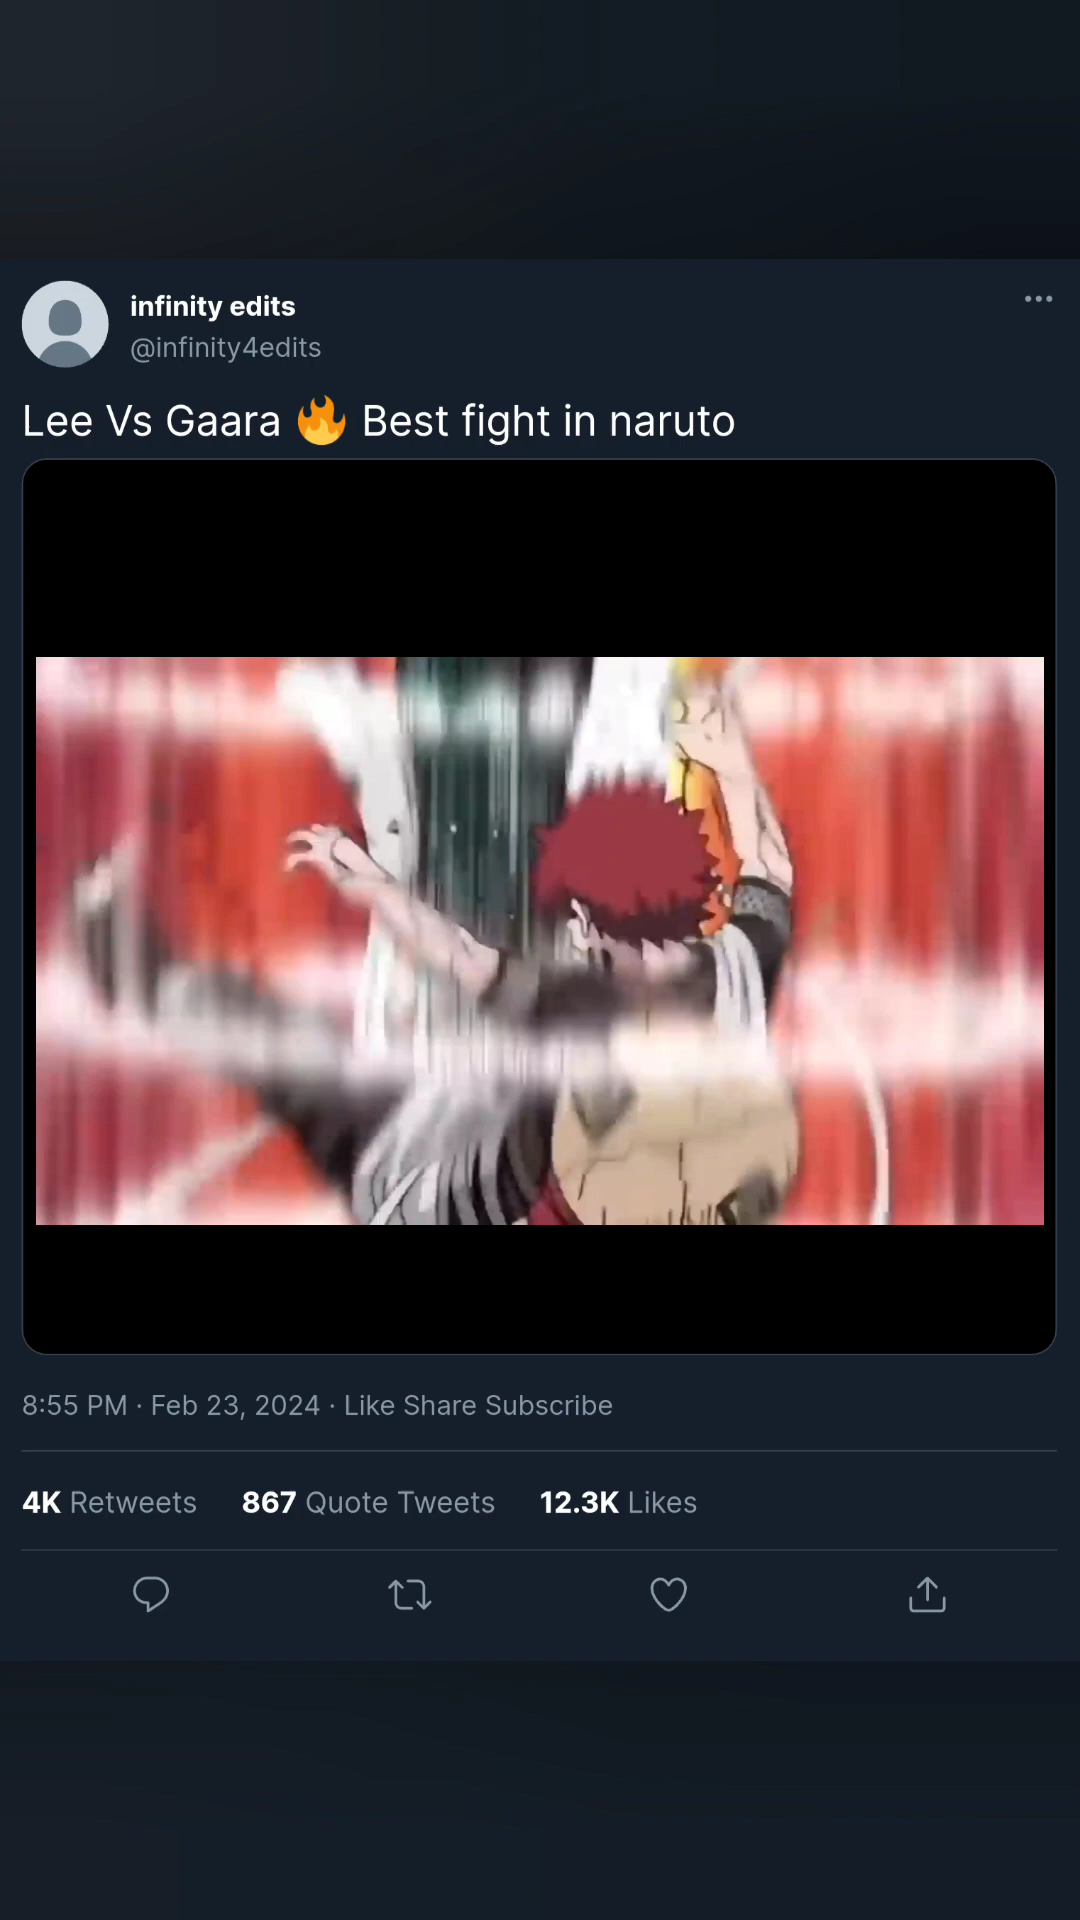 infinity edits
@infinity4edits
Lee Vs Gaara 🔥 Best fight in naruto
8:55 PM · Feb 23, 2024 · Like Share Subscribe
4K Retweets 867 Quote Tweets 12.3K Likes